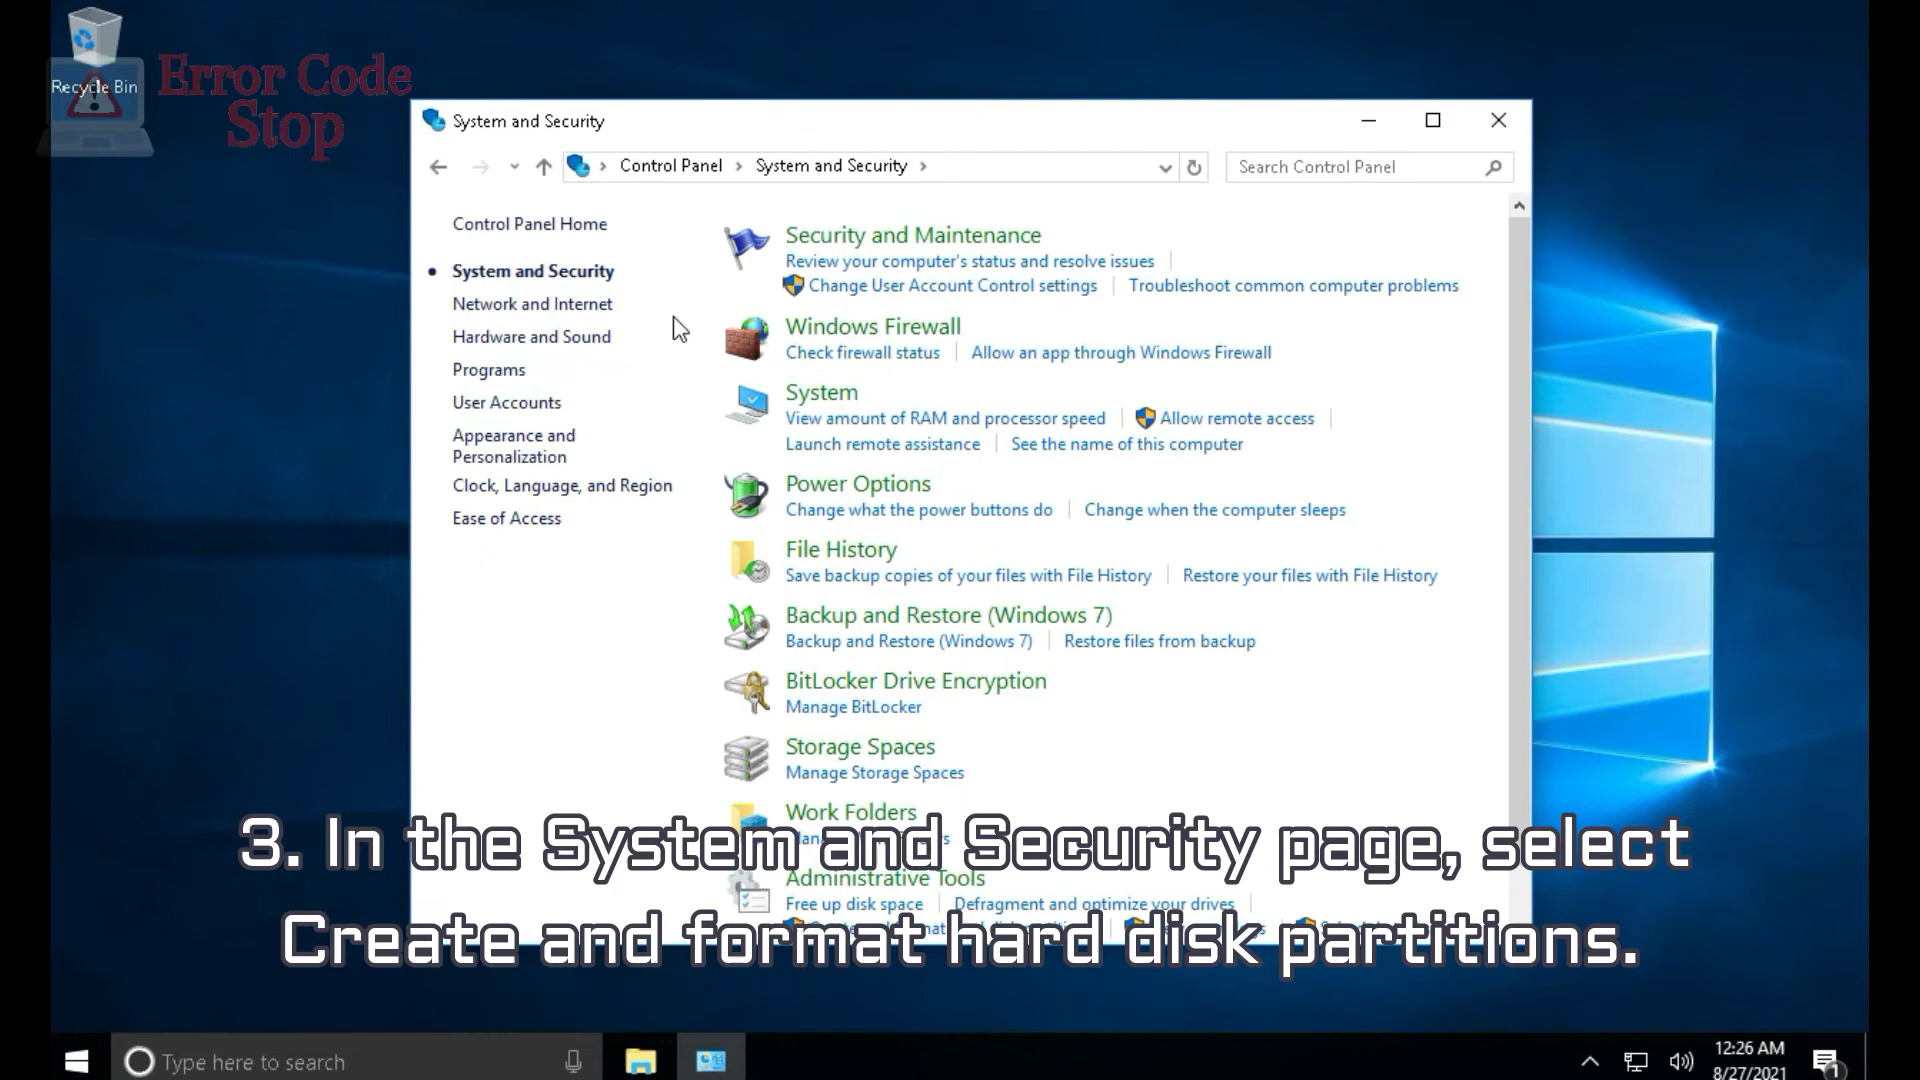 Recycle Bin
Error Code
Stop
System and Security
Control Panel System and Security
Search Control Panel
Control Panel Home
System and Security
Network and Internet
Hardware and Sound
Programs
User Accounts
Appearance and
Personalization
Clock, Language, and Region
Ease of Access
Security and Maintenance
Review your computer's status and resolve issues
Change User Account Control settings Troubleshoot common computer problems
Windows Firewall
Check firewall status Allow an app through Windows Firewall
System
View amount of RAM and processor speed Allow remote access
Launch remote assistance See the name of this computer
Power Options
Change what the power buttons do Change when the computer sleeps
File History
Save backup copies of your files with File History Restore your files with File History
Backup and Restore (Windows 7)
Backup and Restore (Windows 7) Restore files from backup
BitLocker Drive Encryption
Manage BitLocker
Storage Spaces
Manage Storage Spaces
Work Folders
3. In the System and Security page, select
Administrative Tools
Free up disk space Defragment and optimize your drives
Create and format hard disk partitions.
Type here to search
12:26 AM
8/27/2021
1